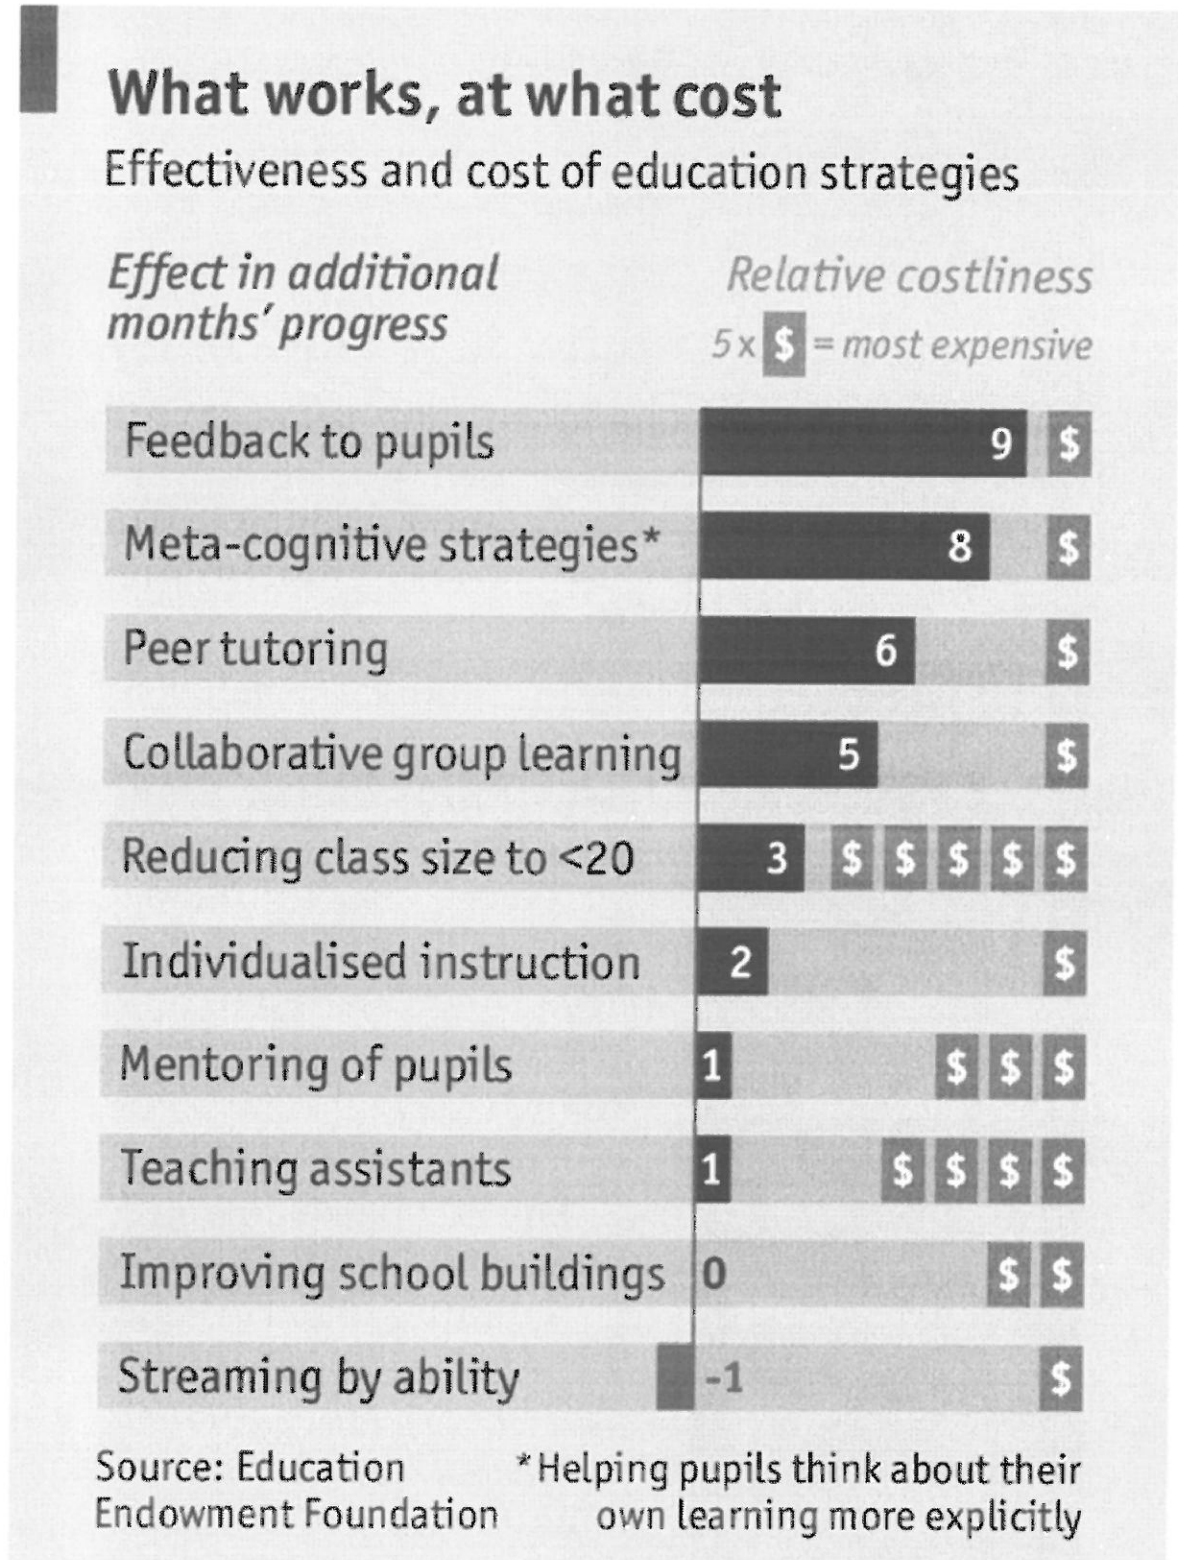 What works, at what cost
Effectiveness and cost of education strategies
Effect in additional
months' progress
Relative costliness
5 x $ = most expensive
Feedback to pupils 9 $
Meta-cognitive strategies* 8 $
Peer tutoring 6 $
Collaborative group learning 5 $
Reducing class size to <20 3 $ $ $ $ $
Individualised instruction 2 $
Mentoring of pupils 1 $ $ $
Teaching assistants 1 $ $ $ $
Improving school buildings 0 $ $
Streaming by ability -1 $
Source: Education
Endowment Foundation
*Helping pupils think about their
own learning more explicitly